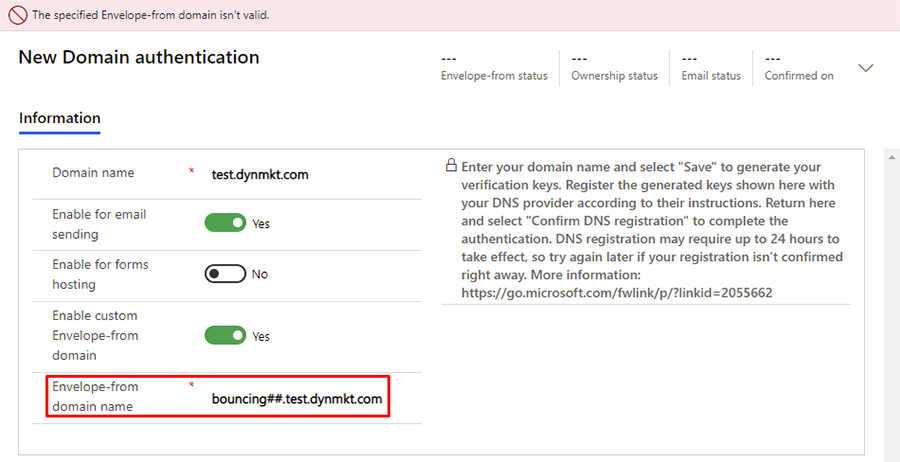 The specified Envelope-from domain isn't valid.
New Domain authentication
---
Envelope-from status
---
Ownership status
---
Email status
---
Confirmed on
Information
Domain name
*
test.dynmkt.com
Enable for email
sending
Yes
Enable for forms
hosting
No
Enable custom
Envelope-from
domain
Yes
Envelope-from
domain name
*
bouncing##.test.dynmkt.com
Enter your domain name and select "Save" to generate your
verification keys. Register the generated keys shown here with
your DNS provider according to their instructions. Return here
and select "Confirm DNS registration" to complete the
authentication. DNS registration may require up to 24 hours to
take effect, so try again later if your registration isn’t confirmed
right away. More information:
https://go.microsoft.com/fwlink/p/?linkid=2055662